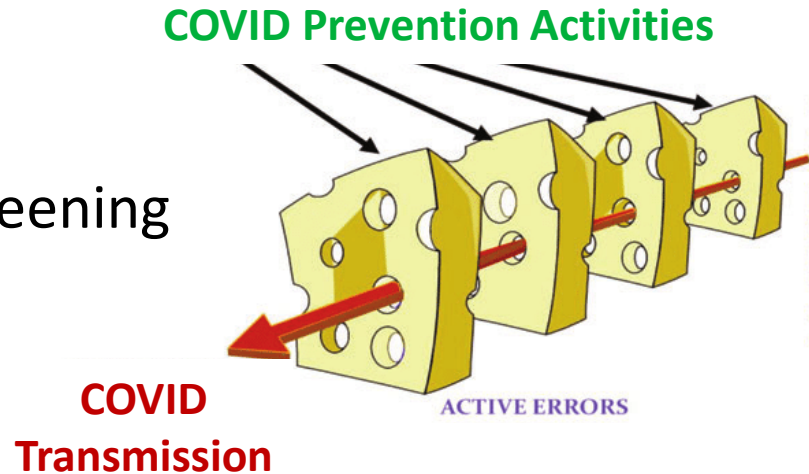 COVID Prevention Activities
eening
COVID
Transmission
ACTIVE ERRORS